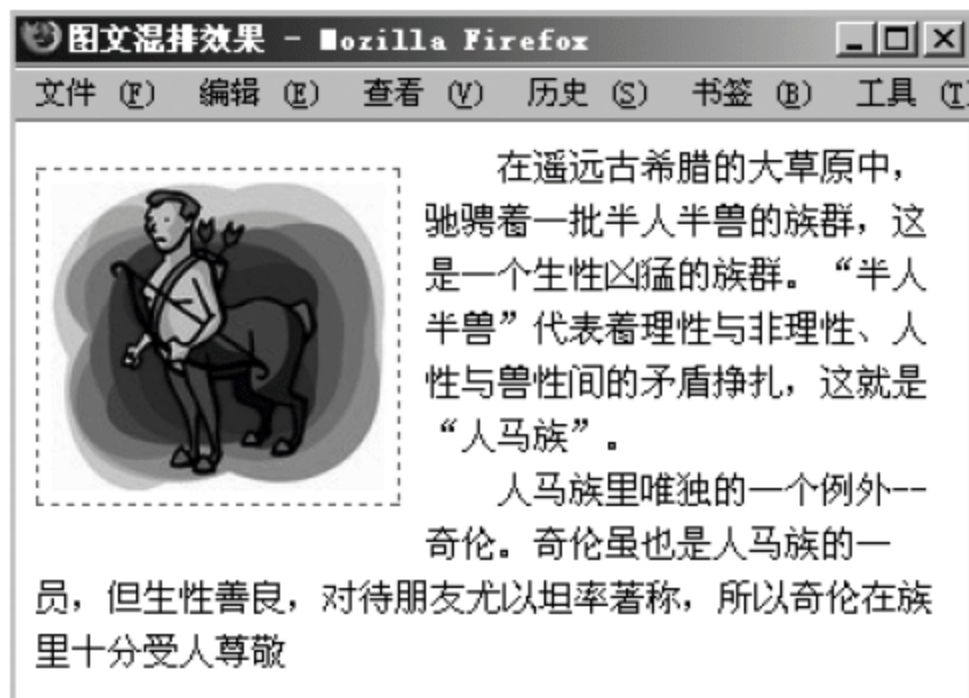 图文混排效果 - Mozilla Firefox
文件 (F) 编辑 (E) 查看 (V) 历史 (S) 书签 (B) 工具 (T)
在遥远古希腊的大草原中，
驰骋着一批半人半兽的族群，这
是一个生性凶猛的族群。“半人
半兽”代表着理性与非理性、人
性与兽性间的矛盾挣扎，这就是
“人马族”。
人马族里唯独的一个例外--
奇伦。奇伦虽也是人马族的一
员，但生性善良，对待朋友尤以坦率著称，所以奇伦在族
里十分受人尊敬